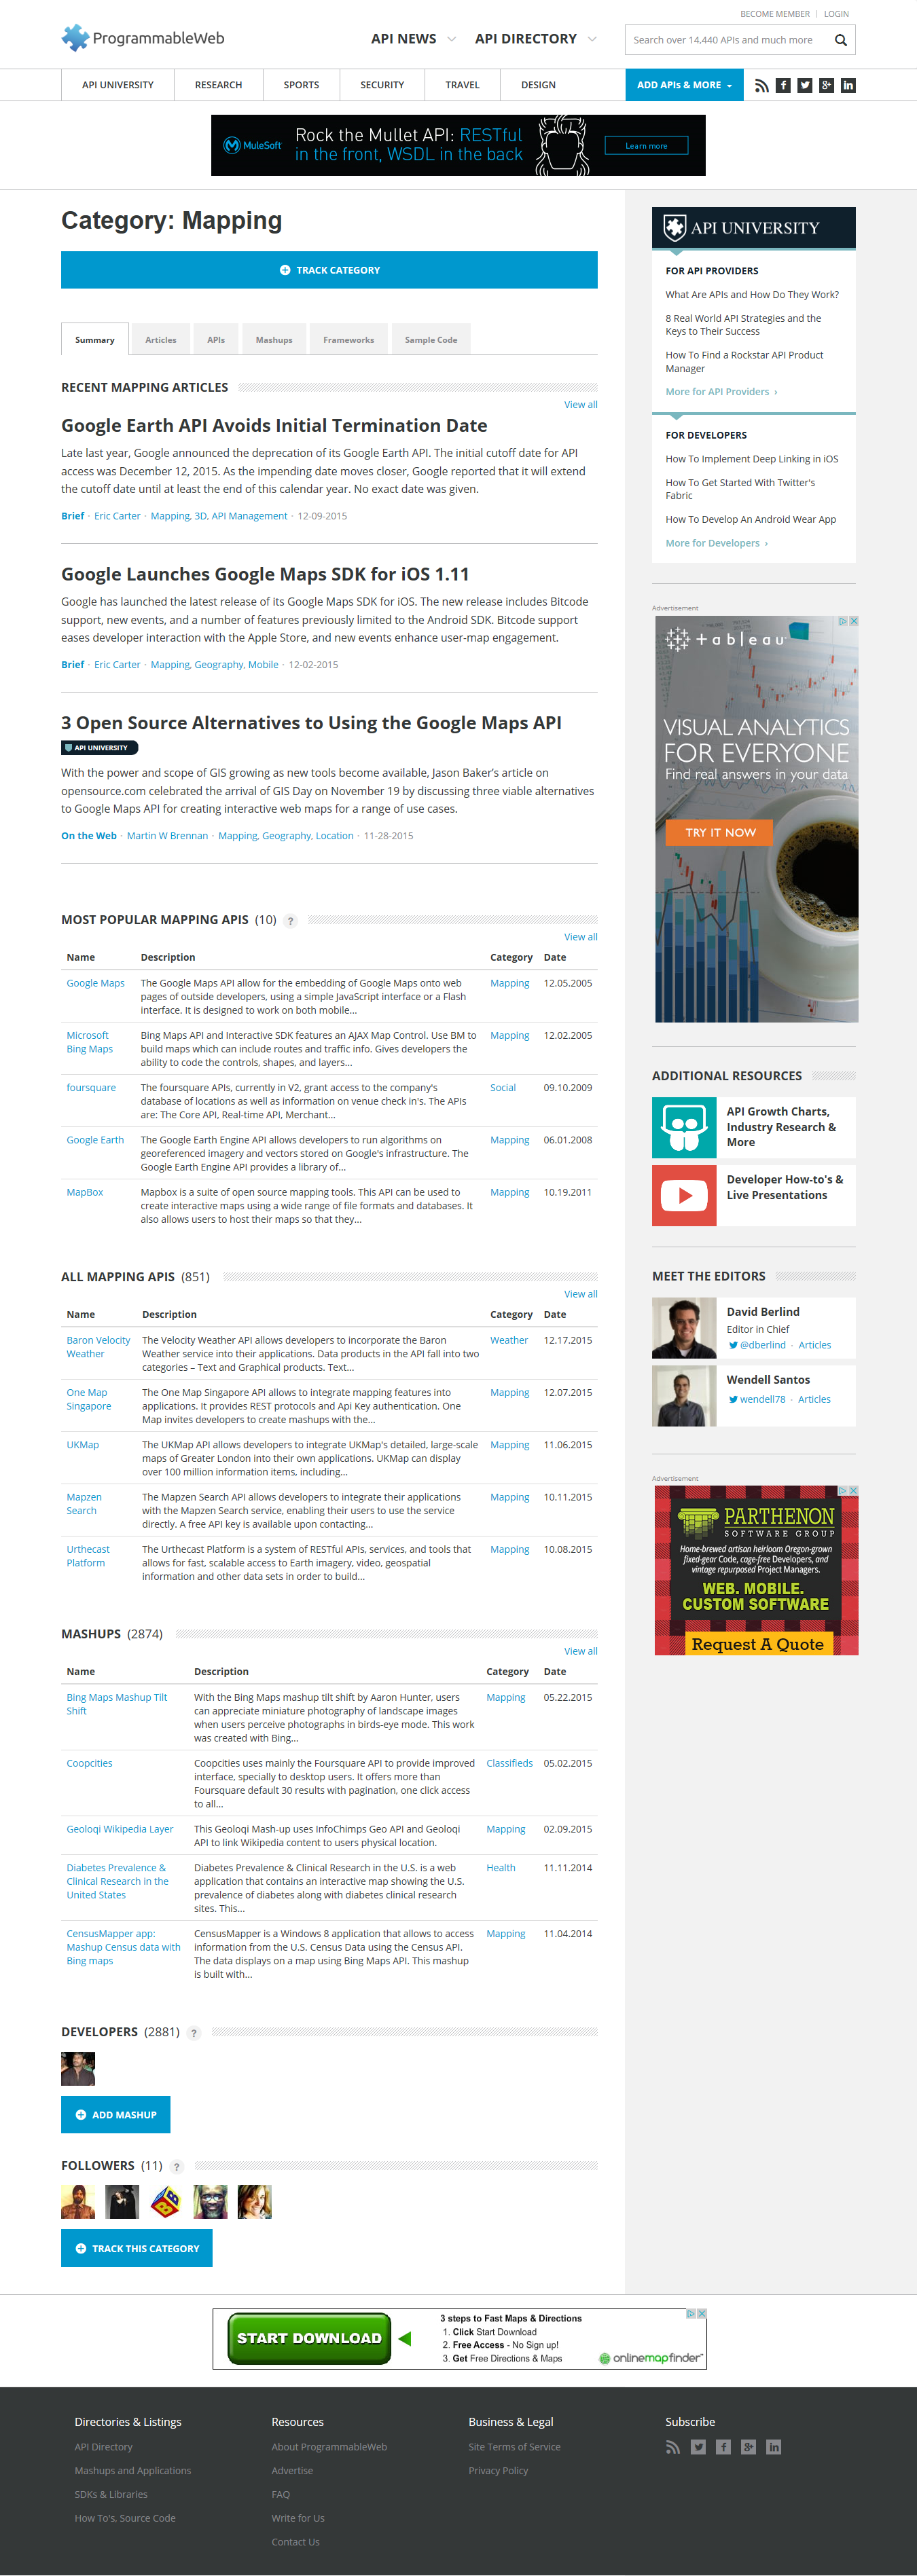 BECOME MEMBER | LOGIN
ProgrammableWeb
API NEWS
API DIRECTORY
Search over 14,440 APIs and much more
API UNIVERSITY
RESEARCH
SPORTS
SECURITY
TRAVEL
DESIGN
ADD APIs & MORE
MuleSoft
Rock the Mullet API: RESTful
in the front, WSDL in the back
Learn more
Category: Mapping
TRACK CATEGORY
Summary
Articles
APIs
Mashups
Frameworks
Sample Code
RECENT MAPPING ARTICLES
View all
Google Earth API Avoids Initial Termination Date
Late last year, Google announced the deprecation of its Google Earth API. The initial cutoff date for API
access was December 12, 2015. As the impending date moves closer, Google reported that it will extend
the cutoff date until at least the end of this calendar year. No exact date was given.
Brief · Eric Carter · Mapping, 3D, API Management · 12-09-2015
Google Launches Google Maps SDK for iOS 1.11
Google has launched the latest release of its Google Maps SDK for iOS. The new release includes Bitcode
support, new events, and a number of features previously limited to the Android SDK. Bitcode support
eases developer interaction with the Apple Store, and new events enhance user-map engagement.
Brief · Eric Carter · Mapping, Geography, Mobile · 12-02-2015
3 Open Source Alternatives to Using the Google Maps API
API UNIVERSITY
With the power and scope of GIS growing as new tools become available, Jason Baker's article on
opensource.com celebrated the arrival of GIS Day on November 19 by discussing three viable alternatives
to Google Maps API for creating interactive web maps for a range of use cases.
On the Web · Martin W Brennan · Mapping, Geography, Location · 11-28-2015
MOST POPULAR MAPPING APIS (10) ?
View all
Name Description Category Date
Google Maps The Google Maps API allow for the embedding of Google Maps onto web Mapping 12.05.2005
pages of outside developers, using a simple JavaScript interface or a Flash
interface. It is designed to work on both mobile...
Microsoft Bing Maps API and Interactive SDK features an AJAX Map Control. Use BM to Mapping 12.02.2005
Bing Maps build maps which can include routes and traffic info. Gives developers the
ability to code the controls, shapes, and layers...
foursquare The foursquare APIs, currently in V2, grant access to the company's Social 09.10.2009
database of locations as well as information on venue check in's. The APIs
are: The Core API, Real-time API, Merchant...
Google Earth The Google Earth Engine API allows developers to run algorithms on Mapping 06.01.2008
georeferenced imagery and vectors stored on Google's infrastructure. The
Google Earth Engine API provides a library of...
MapBox Mapbox is a suite of open source mapping tools. This API can be used to Mapping 10.19.2011
create interactive maps using a wide range of file formats and databases. It
also allows users to host their maps so that they...
ALL MAPPING APIS (851)
View all
Name Description Category Date
Baron Velocity The Velocity Weather API allows developers to incorporate the Baron Weather 12.17.2015
Weather Weather service into their applications. Data products in the API fall into two
categories – Text and Graphical products. Text...
One Map The One Map Singapore API allows to integrate mapping features into Mapping 12.07.2015
Singapore applications. It provides REST protocols and Api Key authentication. One
Map invites developers to create mashups with the...
UKMap The UKMap API allows developers to integrate UKMap's detailed, large-scale Mapping 11.06.2015
maps of Greater London into their own applications. UKMap can display
over 100 million information items, including...
Mapzen The Mapzen Search API allows developers to integrate their applications Mapping 10.11.2015
Search with the Mapzen Search service, enabling their users to use the service
directly. A free API key is available upon contacting...
Urthecast The Urthecast Platform is a system of RESTful APIs, services, and tools that Mapping 10.08.2015
Platform allows for fast, scalable access to Earth imagery, video, geospatial
information and other data sets in order to build...
MASHUPS (2874)
View all
Name Description Category Date
Bing Maps Mashup Tilt With the Bing Maps mashup tilt shift by Aaron Hunter, users Mapping 05.22.2015
Shift can appreciate miniature photography of landscape images
when users perceive photographs in birds-eye mode. This work
was created with Bing...
Coopcities Coopcities uses mainly the Foursquare API to provide improved Classifieds 05.02.2015
interface, specially to desktop users. It offers more than
Foursquare default 30 results with pagination, one click access
to all...
Geoloqi Wikipedia Layer This Geoloqi Mash-up uses InfoChimps Geo API and Geoloqi Mapping 02.09.2015
API to link Wikipedia content to users physical location.
Diabetes Prevalence & Diabetes Prevalence & Clinical Research in the U.S. is a web Health 11.11.2014
Clinical Research in the application that contains an interactive map showing the U.S.
United States prevalence of diabetes along with diabetes clinical research
sites. This...
CensusMapper app: CensusMapper is a Windows 8 application that allows to access Mapping 11.04.2014
Mashup Census data with information from the U.S. Census Data using the Census API.
Bing maps The data displays on a map using Bing Maps API. This mashup
is built with...
DEVELOPERS (2881) ?
ADD MASHUP
FOLLOWERS (11) ?
TRACK THIS CATEGORY
API UNIVERSITY
FOR API PROVIDERS
What Are APIs and How Do They Work?
8 Real World API Strategies and the
Keys to Their Success
How To Find a Rockstar API Product
Manager
More for API Providers ›
FOR DEVELOPERS
How To Implement Deep Linking in iOS
How To Get Started With Twitter's
Fabric
How To Develop An Android Wear App
More for Developers ›
Advertisement
tableau
VISUAL ANALYTICS
FOR EVERYONE
Find real answers in your data
TRY IT NOW
ADDITIONAL RESOURCES
API Growth Charts,
Industry Research &
More
Developer How-to's &
Live Presentations
MEET THE EDITORS
David Berlind
Editor in Chief
@dberlind · Articles
Wendell Santos
wendell78 · Articles
Advertisement
PARTHENON
SOFTWARE GROUP
Home-brewed artisan heirloom Oregon-grown
fixed-gear Code, cage-free Developers, and
vintage repurposed Project Managers.
WEB. MOBILE.
CUSTOM SOFTWARE
Request A Quote
START DOWNLOAD
3 steps to Fast Maps & Directions
1. Click Start Download
2. Free Access - No Sign up!
3. Get Free Directions & Maps
onlinemapfinder
Directories & Listings
API Directory
Mashups and Applications
SDKs & Libraries
How To's, Source Code
Resources
About ProgrammableWeb
Advertise
FAQ
Write for Us
Contact Us
Business & Legal
Site Terms of Service
Privacy Policy
Subscribe